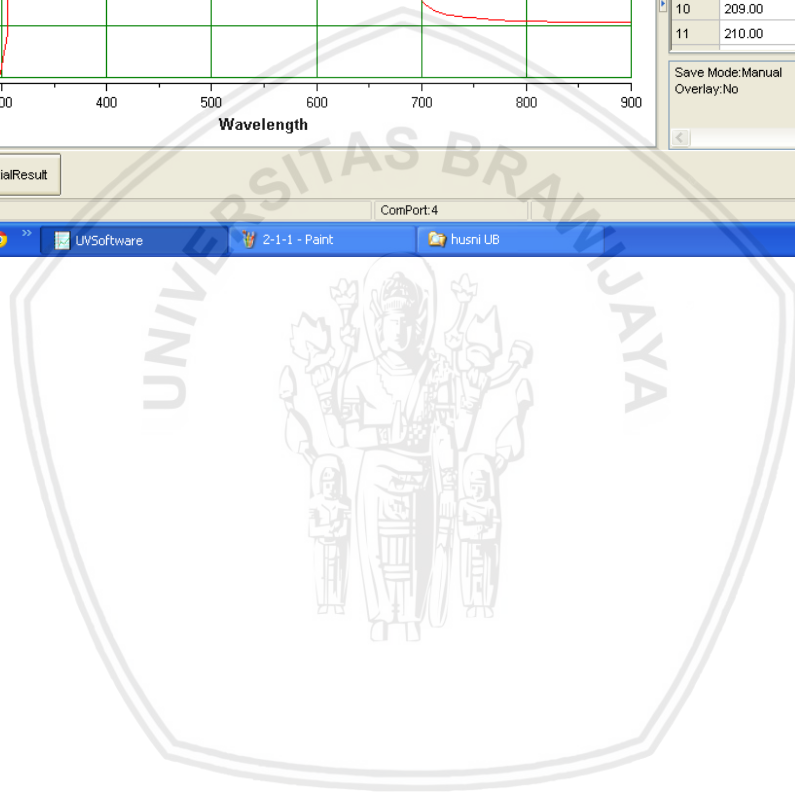 10 209.00
11 210.00
Save Mode:Manual
Overlay:No
400 500 600 700 800 900
Wavelength
ialResult
ComPort:4
UVSoftware 2-1-1 - Paint husni UB
UNIVERSITAS BRAWIJAYA